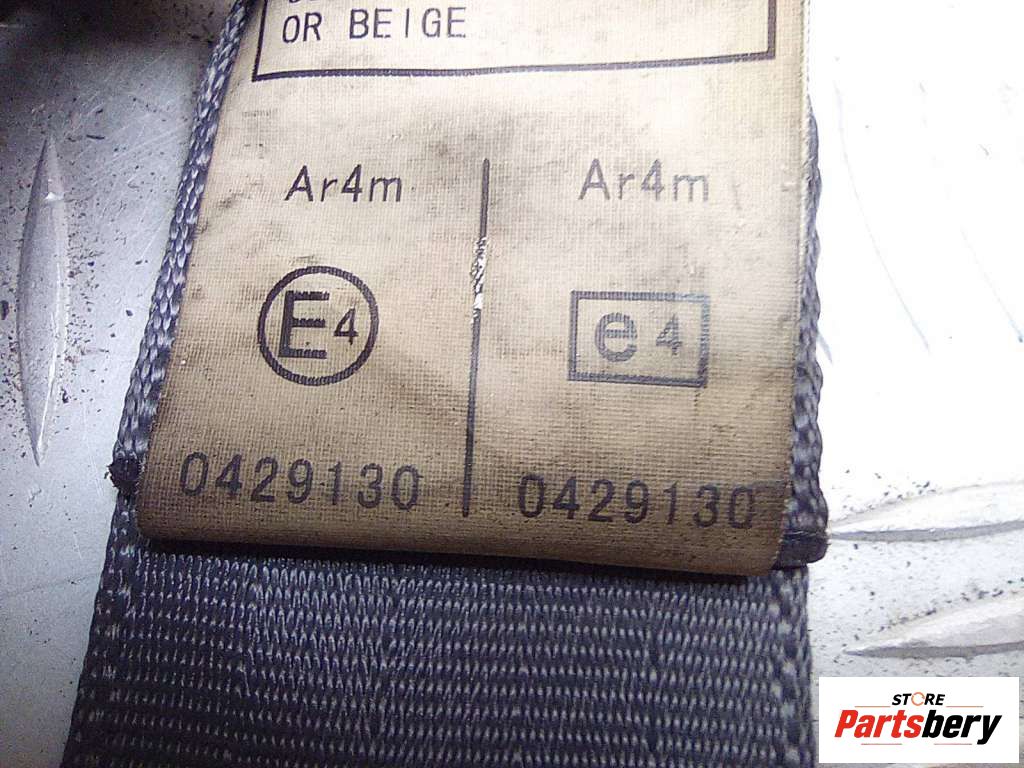 OR BEIGE
Ar4m
Ar4m
E4
e4
0429130
0429130
STORE
Partsbery